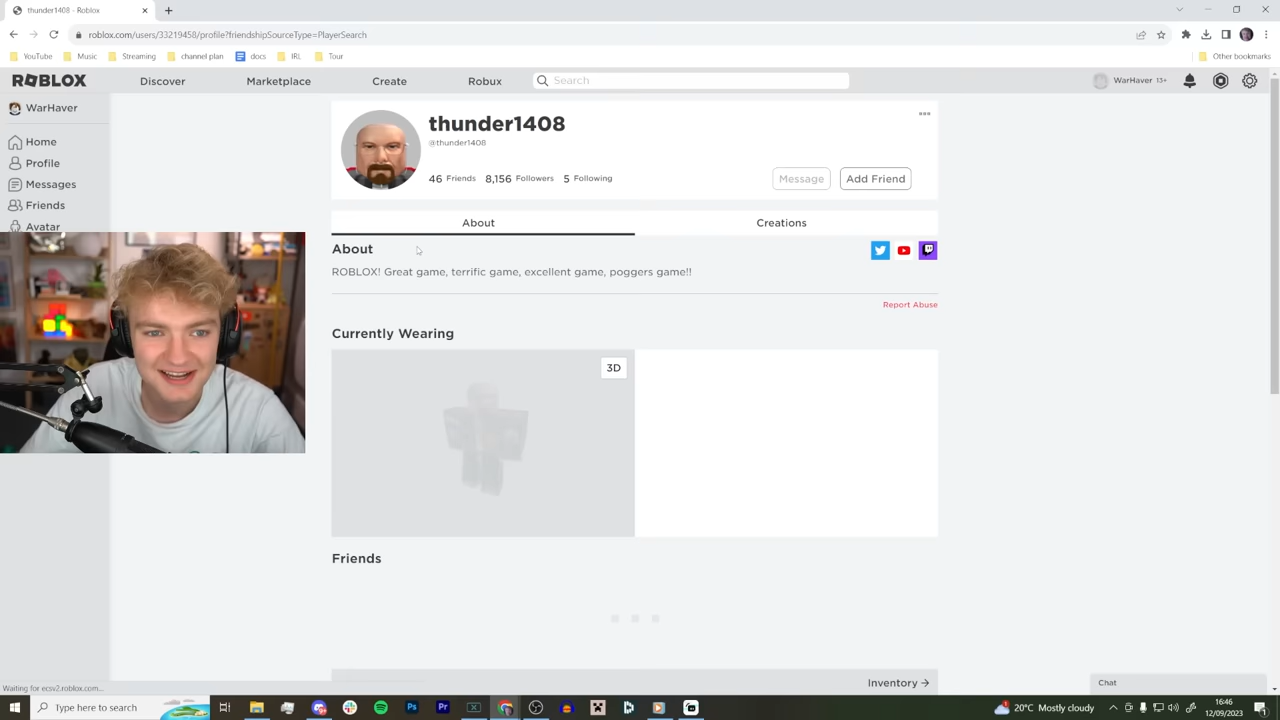 thunder1408 - Roblox
roblox.com/users/33219458/profile?friendshipSourceType=PlayerSearch
YouTube Music Streaming channel plan docs IRL Tour Other bookmarks
ROBLOX Discover Marketplace Create Robux Search WarHaver 13+
WarHaver
Home
Profile
Messages
Friends
Avatar
thunder1408
@thunder1408
46 Friends 8,156 Followers 5 Following
Message Add Friend
About Creations
About
ROBLOX! Great game, terrific game, excellent game, poggers game!!
Report Abuse
Currently Wearing
3D
Friends
Inventory →
Chat
Waiting for ecsv2.roblox.com...
Type here to search
20°C Mostly cloudy
16:46
12/09/2023